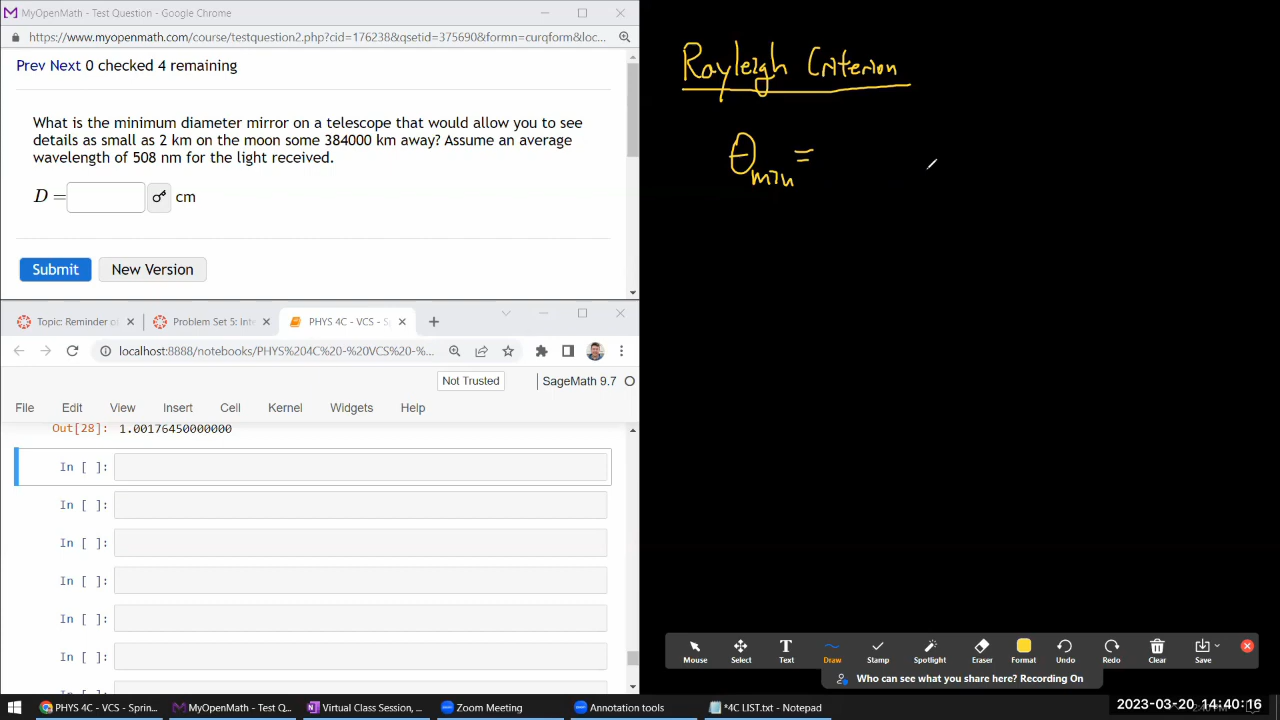 MyOpenMath - Test Question - Google Chrome
https://www.myopenmath.com/course/testquestion2.php?cid=176238&qsetid=375690&formn=curqform&loc...
Prev Next 0 checked 4 remaining
What is the minimum diameter mirror on a telescope that would allow you to see
details as small as 2 km on the moon some 384000 km away? Assume an average
wavelength of 508 nm for the light received.
D = cm
Submit New Version
Topic: Reminder o
Problem Set 5: Int
PHYS 4C - VCS - S
localhost:8888/notebooks/PHYS%204C%20-%20VCS%20-%...
Not Trusted
SageMath 9.7
File Edit View Insert Cell Kernel Widgets Help
Out[28]: 1.00176450000000
In [ ]:
In [ ]:
In [ ]:
In [ ]:
In [ ]:
In [ ]:
Rayleigh Criterion
θmin =
Mouse Select Text Draw Stamp Spotlight Eraser Format Undo Redo Clear Save
Who can see what you share here? Recording On
PHYS 4C - VCS - Sprin...
MyOpenMath - Test Q...
Virtual Class Session, ...
Zoom Meeting
Annotation tools
*4C LIST.txt - Notepad
2023-03-20 14:40:16